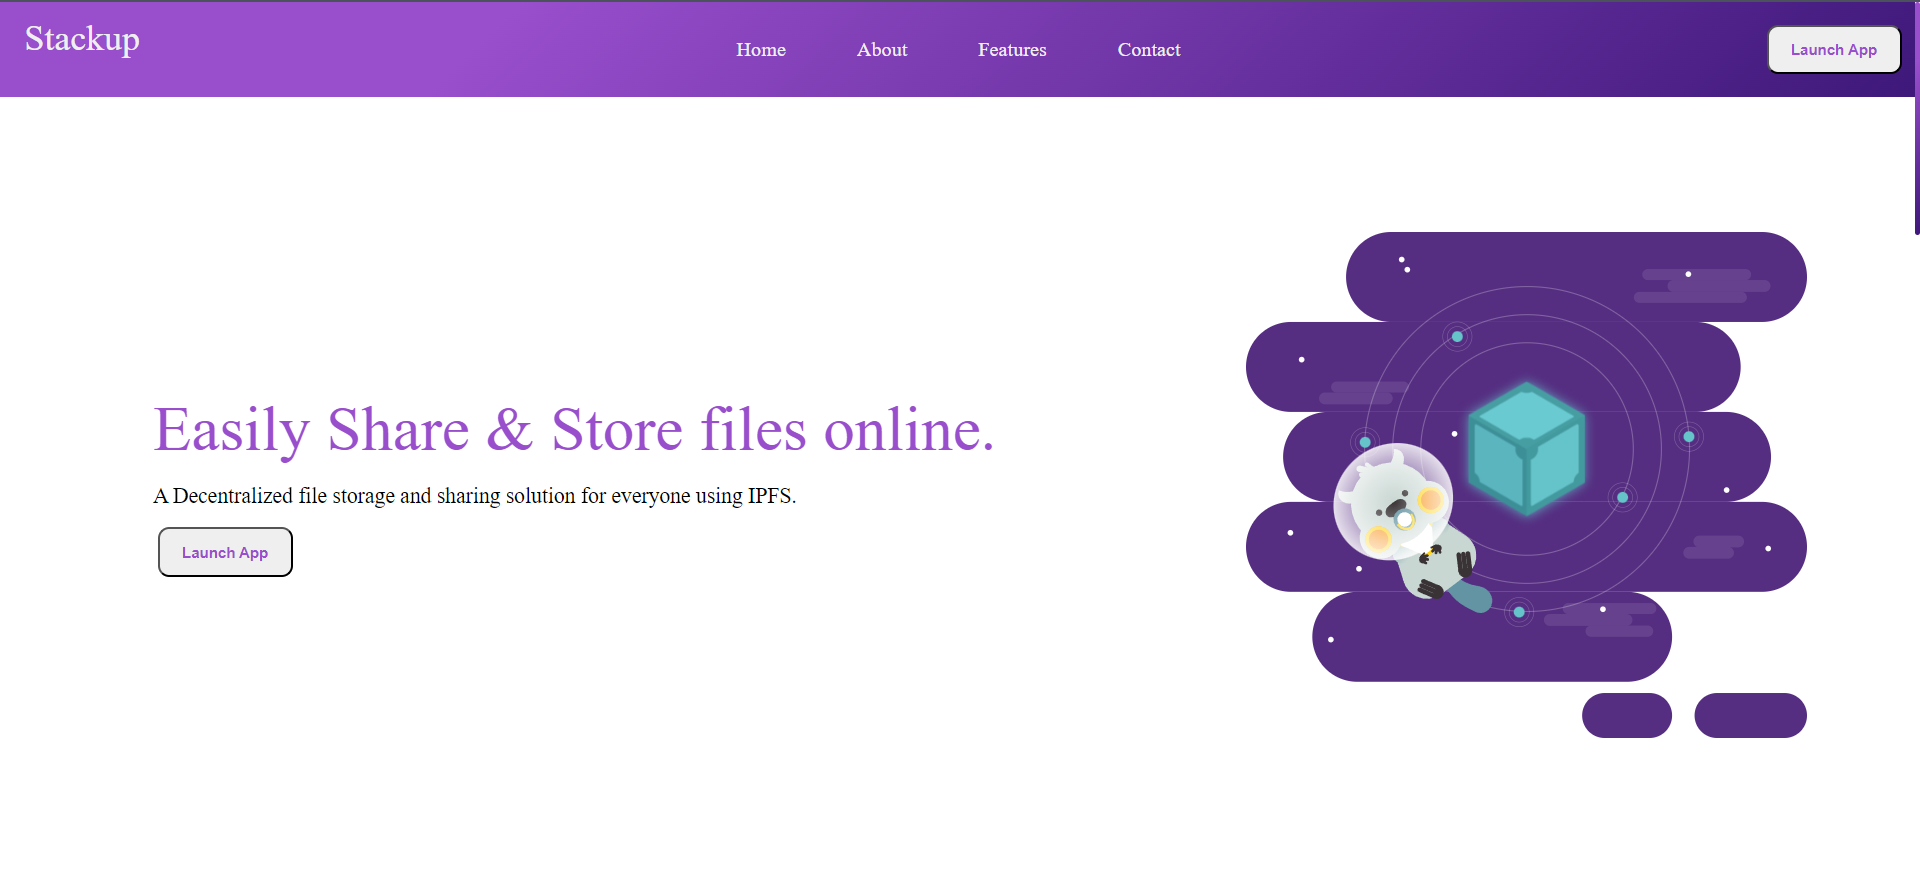 Stackup
Home About Features Contact
Launch App
Easily Share & Store files online.
A Decentralized file storage and sharing solution for everyone using IPFS.
Launch App